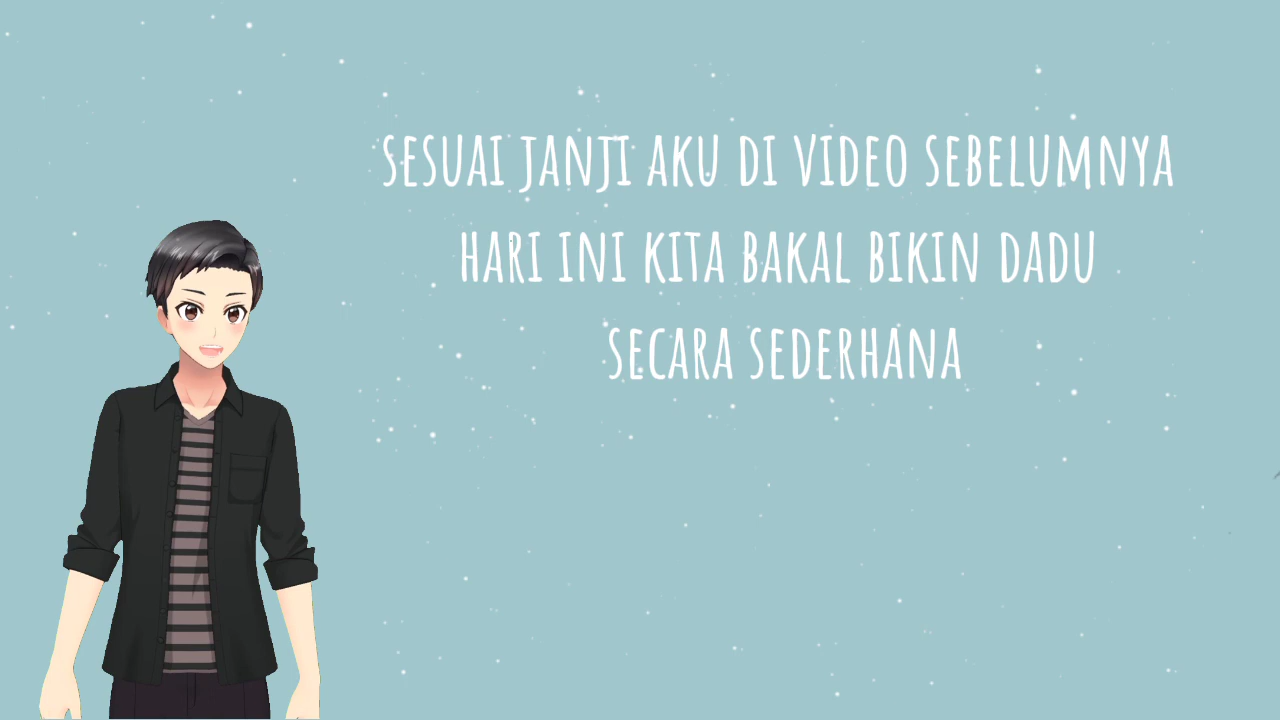 SESUAI JANJI AKU DI VIDEO SEBELUMNYA
HARI INI KITA BAKAL BIKIN DADU
SECARA SEDERHANA